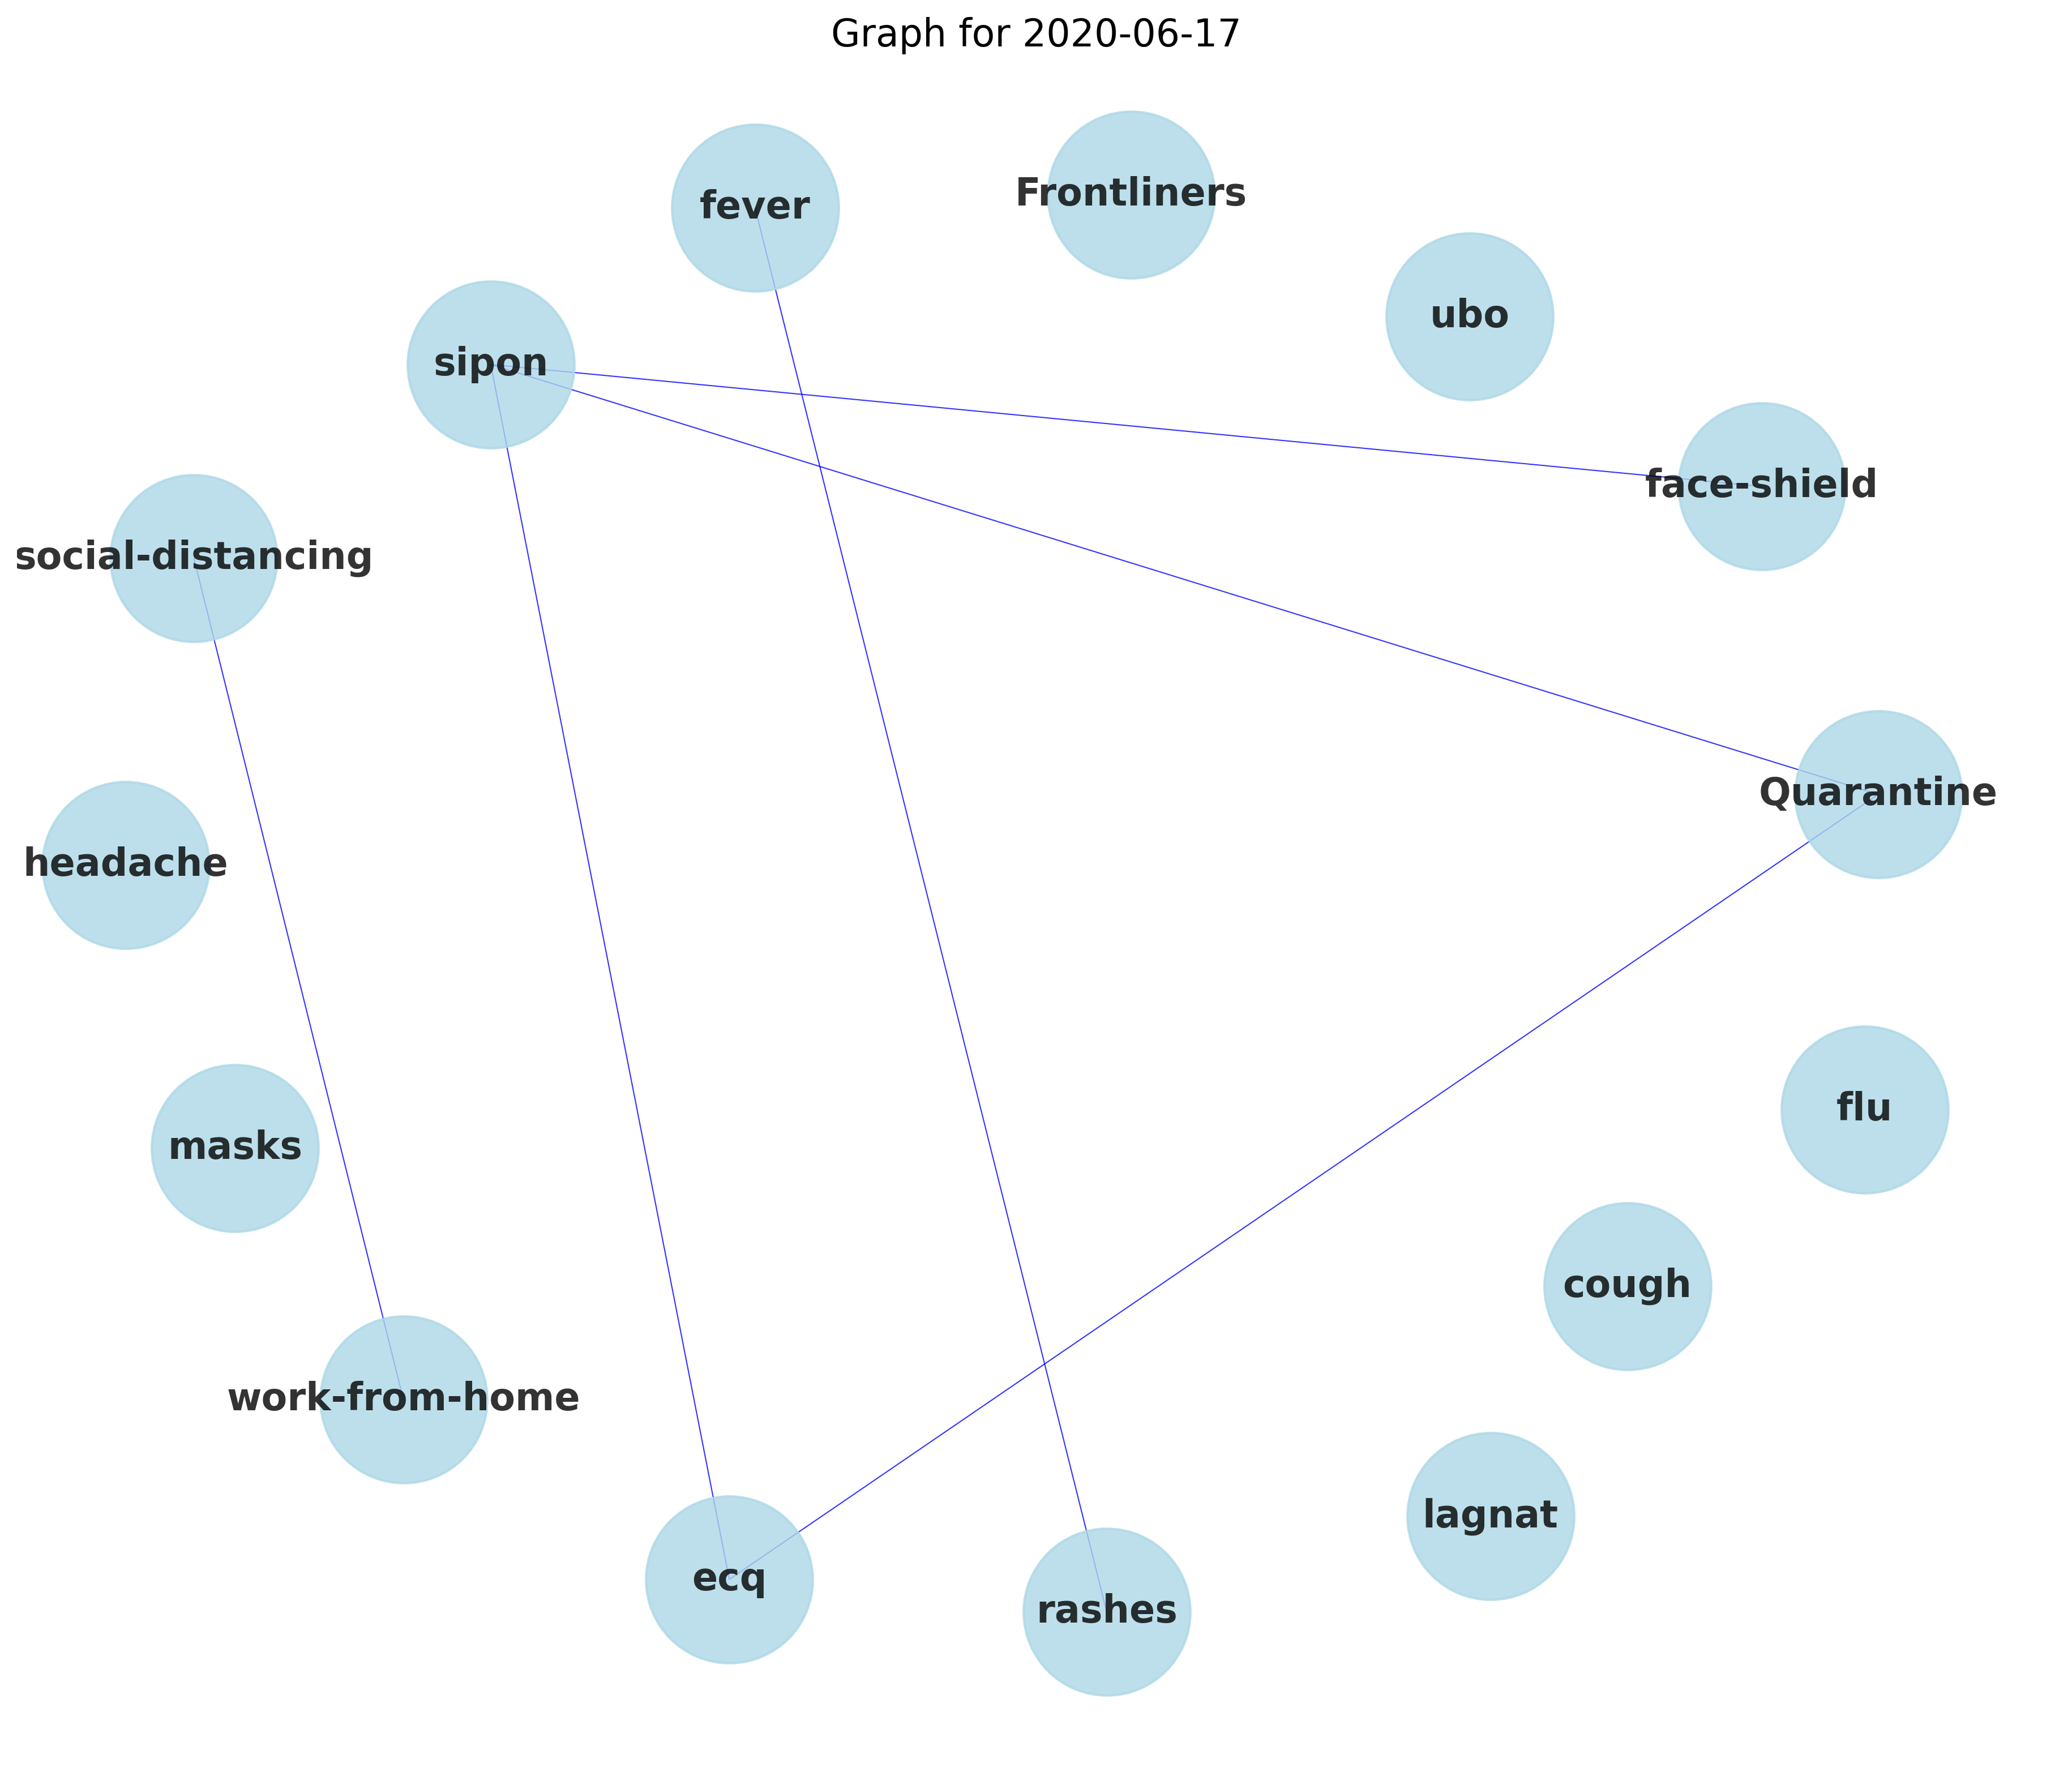 Graph for 2020-06-17
fever
Frontliners
ubo
sipon
face-shield
social-distancing
Quarantine
headache
flu
masks
cough
work-from-home
lagnat
ecq
rashes